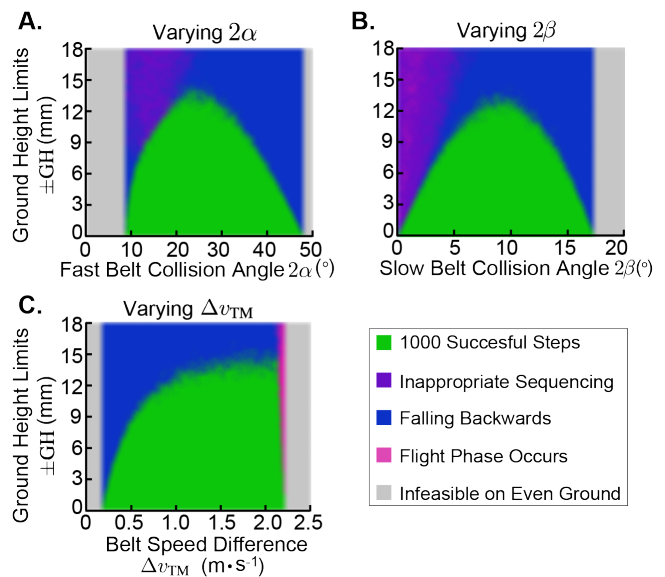 A.
Varying 2α
Ground Height Limits
±GH (mm)
18
15
12
9
6
3
0
0 10 20 30 40 50
Fast Belt Collision Angle 2α (°)
B.
Varying 2β
18
15
12
9
6
3
0
0 5 10 15 20
Slow Belt Collision Angle 2β(°)
C.
Varying Δv_TM
Ground Height Limits
±GH (mm)
18
15
12
9
6
3
0
0 0.5 1.0 1.5 2.0 2.5
Belt Speed Difference
Δv_TM (m•s⁻¹)
1000 Succesful Steps
Inappropriate Sequencing
Falling Backwards
Flight Phase Occurs
Infeasible on Even Ground